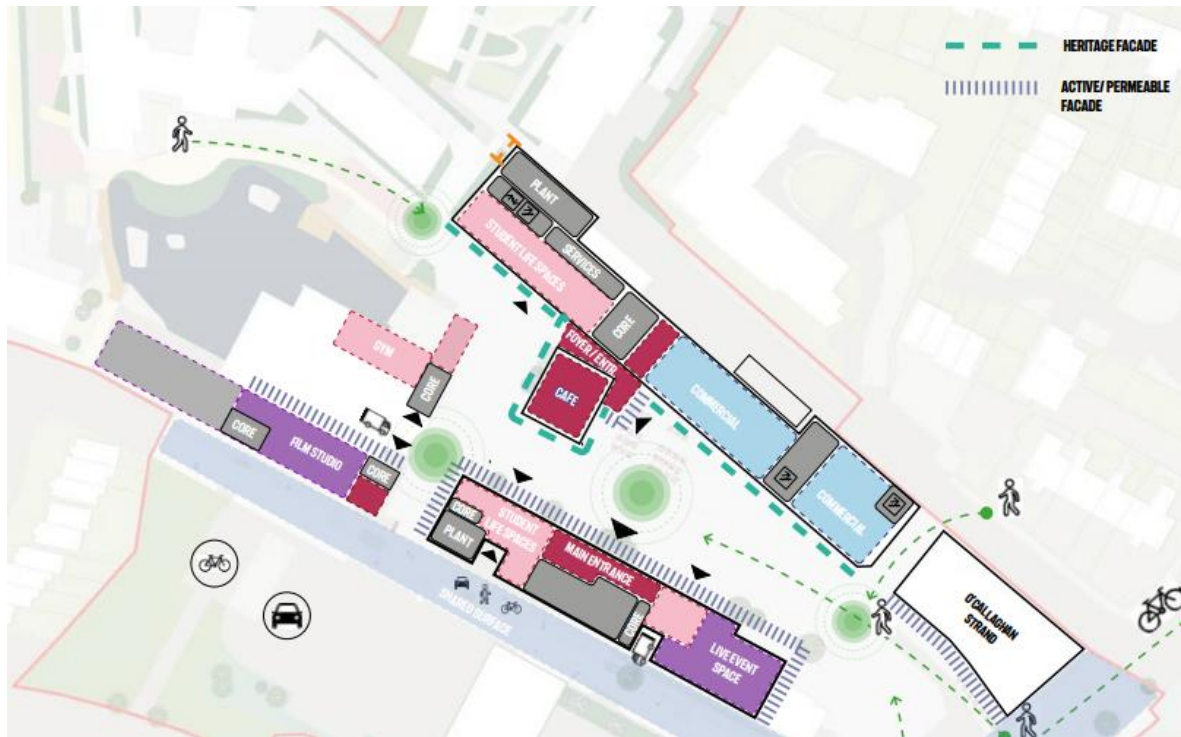 HERITAGE FACADE
ACTIVE/ PERMEABLE
FACADE
PLANT
STUDENT LIFE SPACES
SERVICES
CORE
FOYER / ENTR.
CAFE
COMMERCIAL
COMMERCIAL
GYM
CORE
CORE
FILM STUDIO
CORE
STUDENT
LIFE SPACES
CORE
PLANT
MAIN ENTRANCE
CORE
LIVE EVENT
SPACE
SHARED SURFACE
O'CALLAGHAN
STRAND